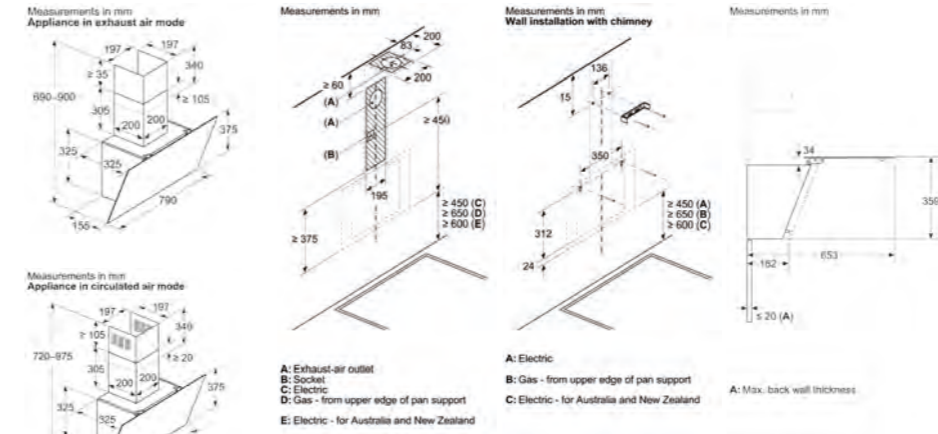 Measurements in mm
Appliance in exhaust air mode
197
197
≥ 35
340
690-900
≥ 105
305
200
200
375
325
325
790
155
Measurements in mm
Appliance in circulated air mode
197
197
≥ 105
340
720-975
≥ 20
305
200
200
375
325
325
Measurements in mm
200
83
200
≥ 60
(A)
(A)
≥ 450
(B)
195
≥ 450 (C)
≥ 650 (D)
≥ 600 (E)
≥ 375
A: Exhaust-air outlet
B: Socket
C: Electric
D: Gas - from upper edge of pan support
E: Electric - for Australia and New Zealand
Measurements in mm
Wall installation with chimney
136
15
350
≥ 450 (A)
≥ 650 (B)
≥ 600 (C)
312
24
A: Electric
B: Gas - from upper edge of pan support
C: Electric - for Australia and New Zealand
Measurements in mm
34
359
162
653
≤ 20 (A)
A: Max. back wall thickness